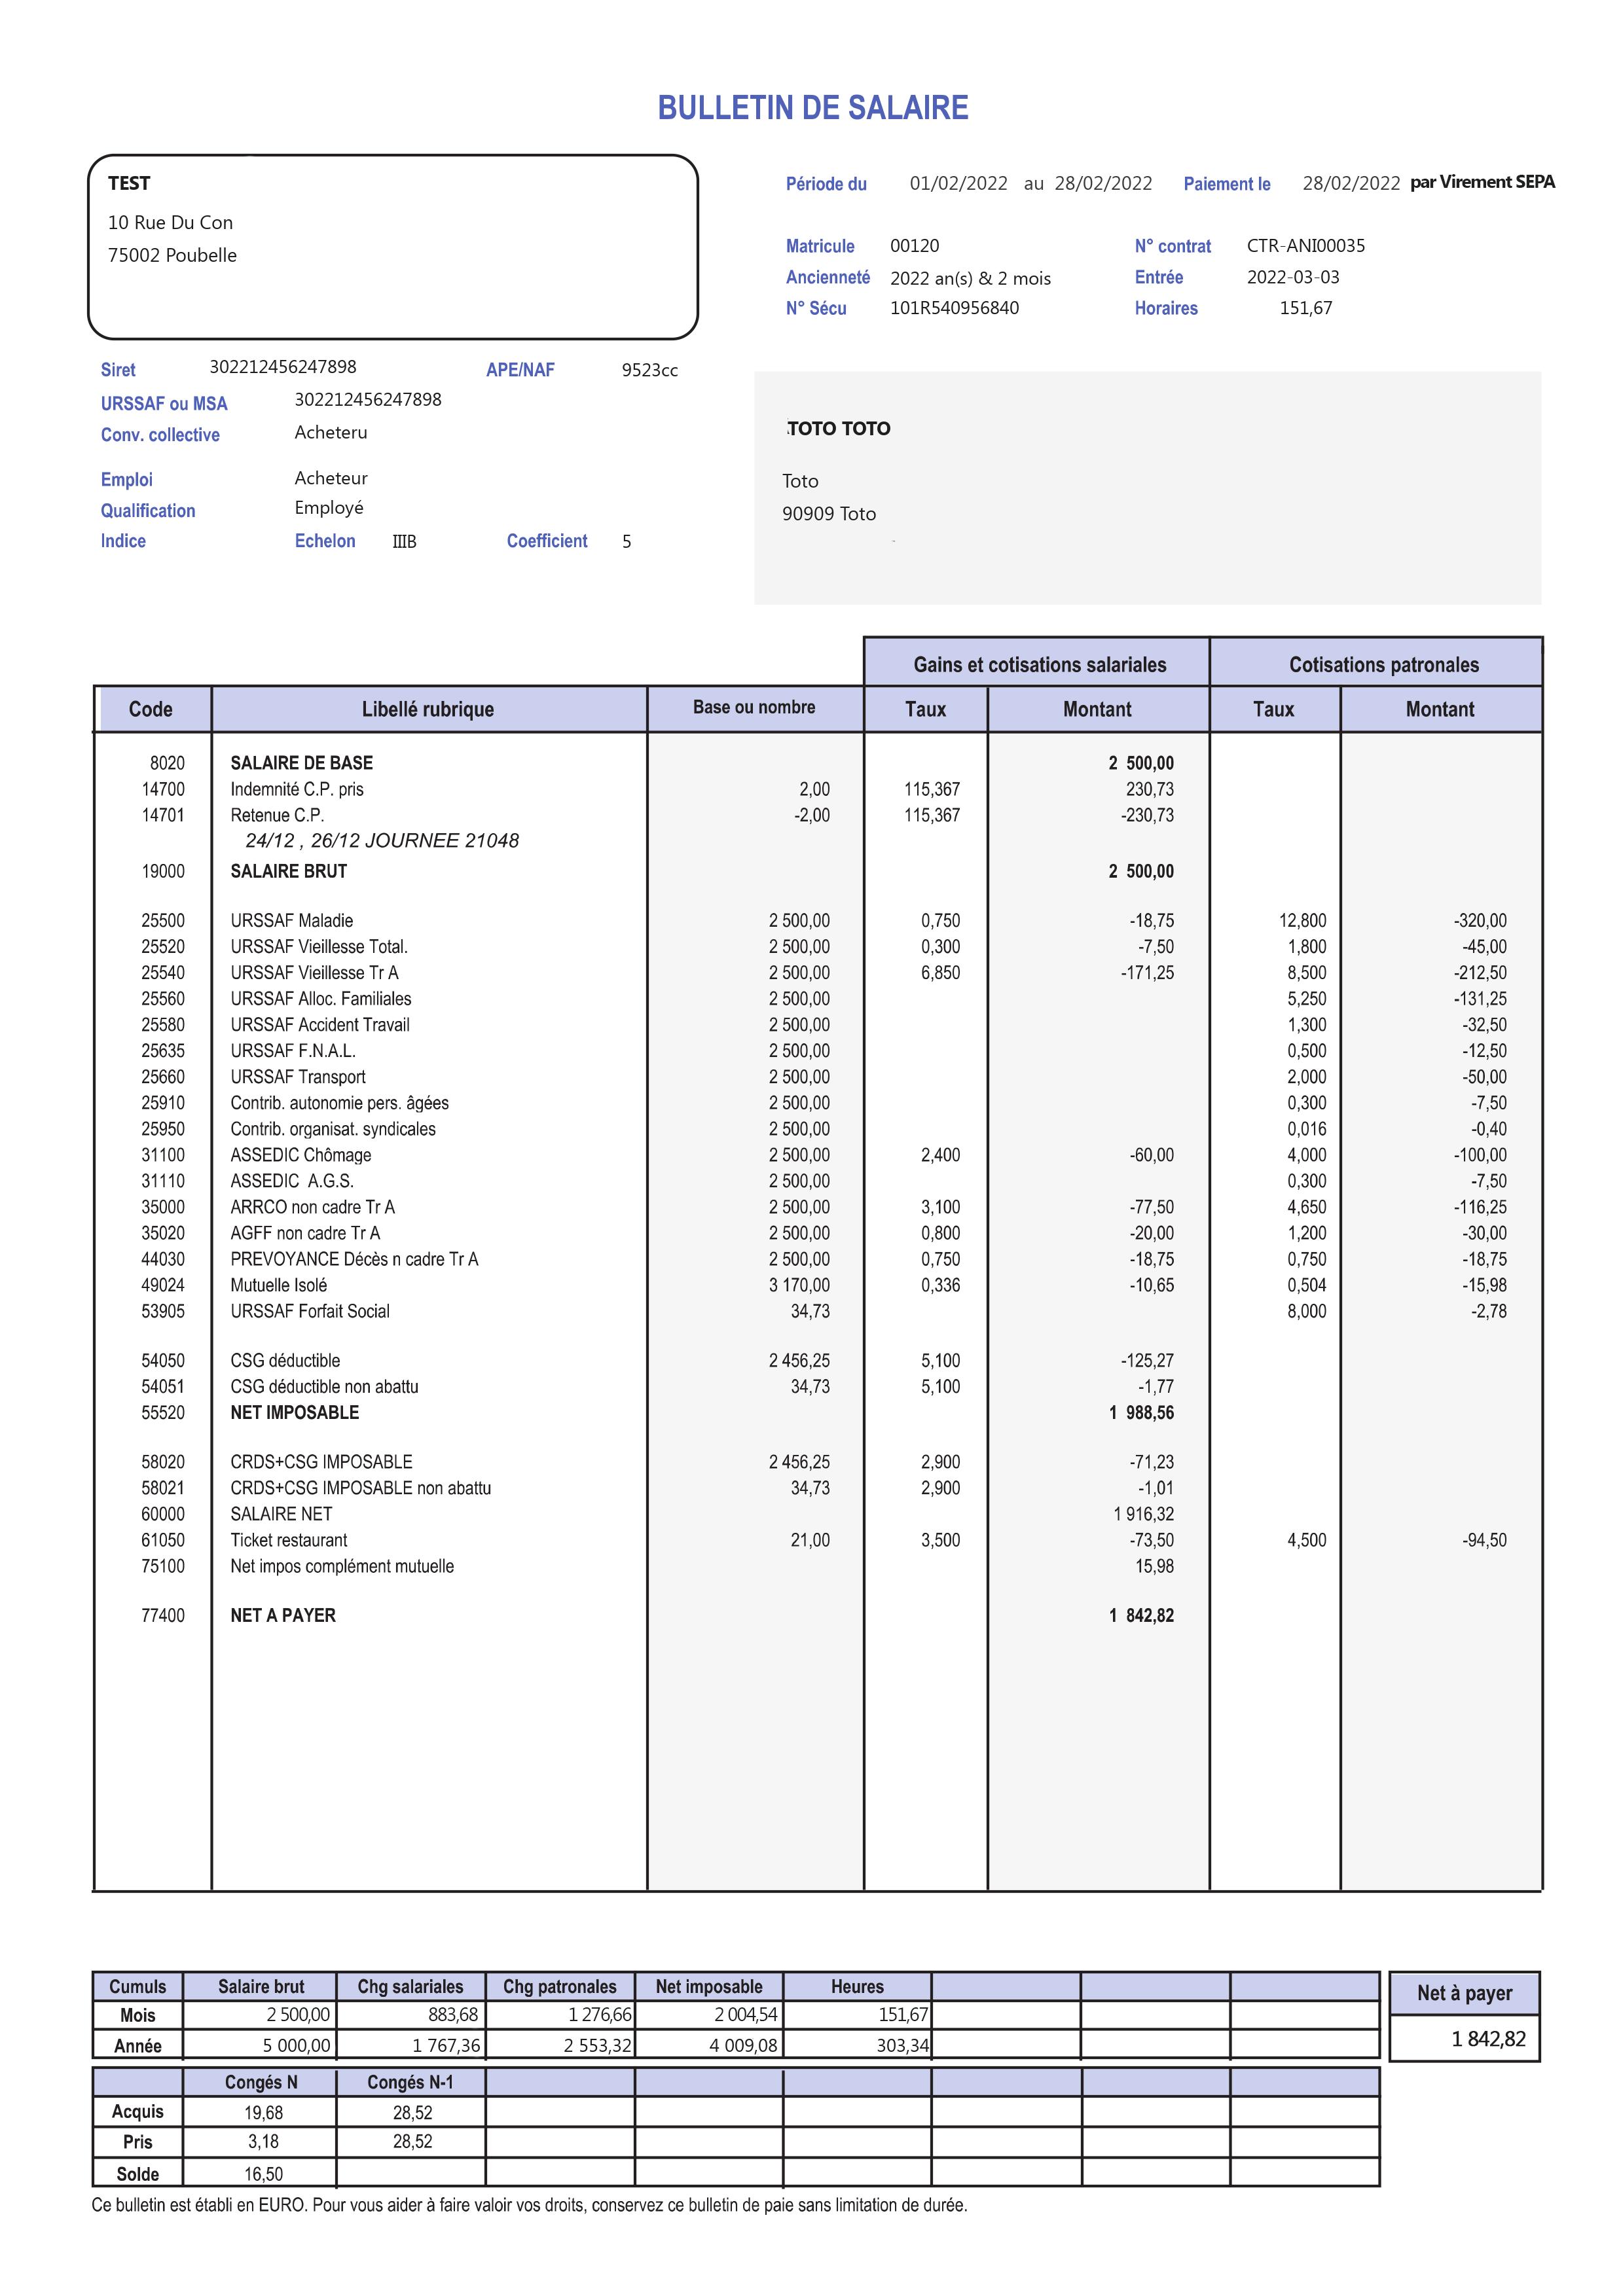 BULLETIN DE SALAIRE
TEST
10 Rue Du Con
75002 Poubelle
Période du 01/02/2022 au 28/02/2022 Paiement le 28/02/2022 par Virement SEPA
Matricule 00120 N° contrat CTR-ANI00035
Ancienneté 2022 an(s) & 2 mois Entrée 2022-03-03
N° Sécu 101R540956840 Horaires 151,67
Siret 302212456247898 APE/NAF 9523cc
URSSAF ou MSA 302212456247898
Conv. collective Acheteru
Emploi Acheteur
Qualification Employé
Indice Echelon IIIB Coefficient 5
TOTO TOTO
Toto
90909 Toto
Gains et cotisations salariales Cotisations patronales
Code Libellé rubrique Base ou nombre Taux Montant Taux Montant
8020 SALAIRE DE BASE 2 500,00
14700 Indemnité C.P. pris 2,00 115,367 230,73
14701 Retenue C.P. -2,00 115,367 -230,73
24/12 , 26/12 JOURNEE 21048
19000 SALAIRE BRUT 2 500,00
25500 URSSAF Maladie 2 500,00 0,750 -18,75 12,800 -320,00
25520 URSSAF Vieillesse Total. 2 500,00 0,300 -7,50 1,800 -45,00
25540 URSSAF Vieillesse Tr A 2 500,00 6,850 -171,25 8,500 -212,50
25560 URSSAF Alloc. Familiales 2 500,00 5,250 -131,25
25580 URSSAF Accident Travail 2 500,00 1,300 -32,50
25635 URSSAF F.N.A.L. 2 500,00 0,500 -12,50
25660 URSSAF Transport 2 500,00 2,000 -50,00
25910 Contrib. autonomie pers. âgées 2 500,00 0,300 -7,50
25950 Contrib. organisat. syndicales 2 500,00 0,016 -0,40
31100 ASSEDIC Chômage 2 500,00 2,400 -60,00 4,000 -100,00
31110 ASSEDIC A.G.S. 2 500,00 0,300 -7,50
35000 ARRCO non cadre Tr A 2 500,00 3,100 -77,50 4,650 -116,25
35020 AGFF non cadre Tr A 2 500,00 0,800 -20,00 1,200 -30,00
44030 PREVOYANCE Décès n cadre Tr A 2 500,00 0,750 -18,75 0,750 -18,75
49024 Mutuelle Isolé 3 170,00 0,336 -10,65 0,504 -15,98
53905 URSSAF Forfait Social 34,73 8,000 -2,78
54050 CSG déductible 2 456,25 5,100 -125,27
54051 CSG déductible non abattu 34,73 5,100 -1,77
55520 NET IMPOSABLE 1 988,56
58020 CRDS+CSG IMPOSABLE 2 456,25 2,900 -71,23
58021 CRDS+CSG IMPOSABLE non abattu 34,73 2,900 -1,01
60000 SALAIRE NET 1 916,32
61050 Ticket restaurant 21,00 3,500 -73,50 4,500 -94,50
75100 Net impos complément mutuelle 15,98
77400 NET A PAYER 1 842,82
Cumuls Salaire brut Chg salariales Chg patronales Net imposable Heures Net à payer
Mois 2 500,00 883,68 1 276,66 2 004,54 151,67
Année 5 000,00 1 767,36 2 553,32 4 009,08 303,34 1 842,82
Congés N Congés N-1
Acquis 19,68 28,52
Pris 3,18 28,52
Solde 16,50
Ce bulletin est établi en EURO. Pour vous aider à faire valoir vos droits, conservez ce bulletin de paie sans limitation de durée.